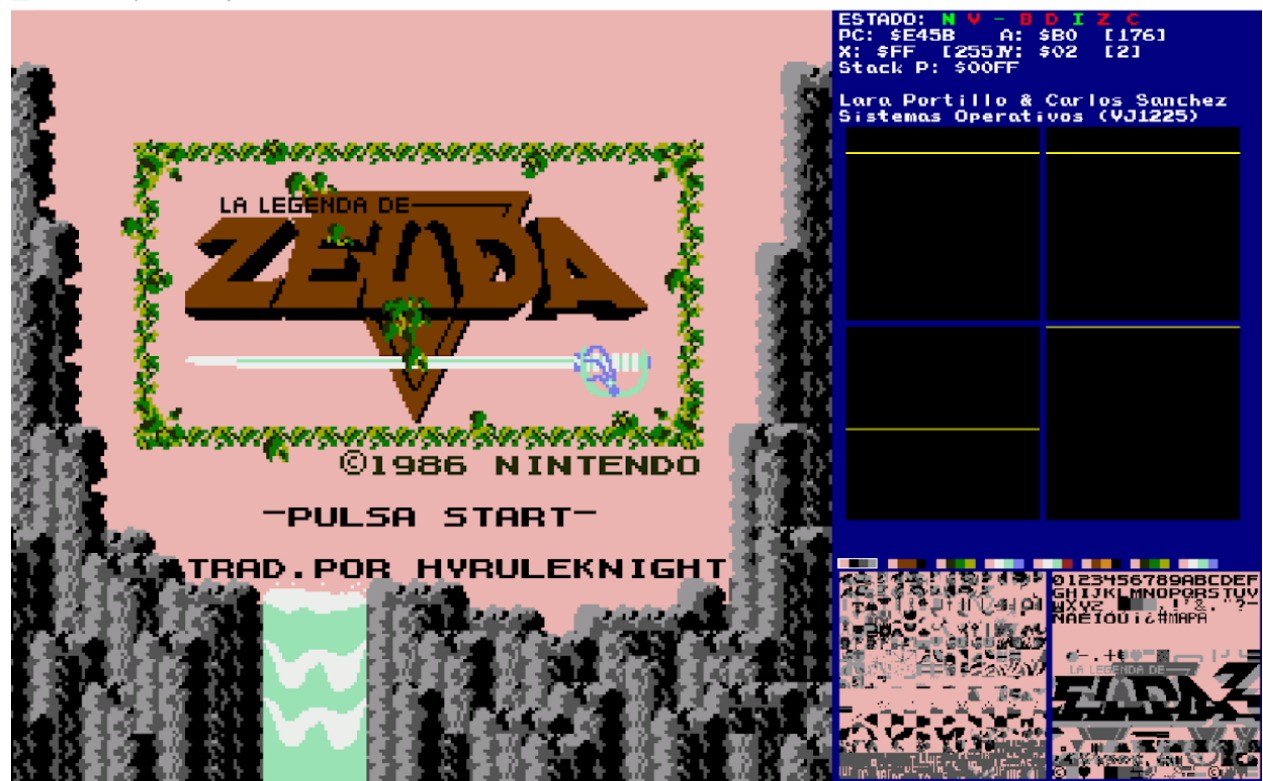 LA LEGENDA DE
ZELDA
©1986 NINTENDO
-PULSA START-
TRAD.POR HYRULEKNIGHT
ESTADO: N V - B D I Z C
PC: $E45B A: $B0 [176]
X: $FF [255]Y: $02 [2]
Stack P: $00FF
Lara Portillo & Carlos Sanchez
Sistemas Operativos (VJ1225)
0123456789ABCDEF
GHIJKLMNOPQRSTUV
WXYZ
ÑAEIOU¡¿#MAPA
LA LEGENDA DE